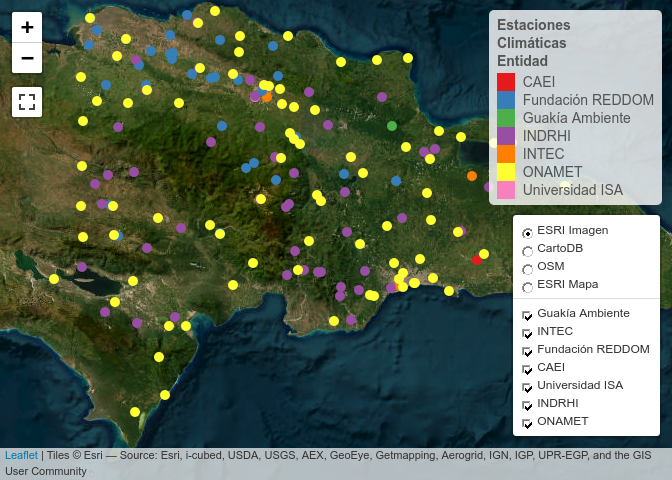 +
−
Estaciones
Climáticas
Entidad
CAEI
Fundación REDDOM
Guakía Ambiente
INDRHI
INTEC
ONAMET
Universidad ISA
ESRI Imagen
CartoDB
OSM
ESRI Mapa
Guakía Ambiente
INTEC
Fundación REDDOM
CAEI
Universidad ISA
INDRHI
ONAMET
Leaflet | Tiles © Esri — Source: Esri, i-cubed, USDA, USGS, AEX, GeoEye, Getmapping, Aerogrid, IGN, IGP, UPR-EGP, and the GIS
User Community